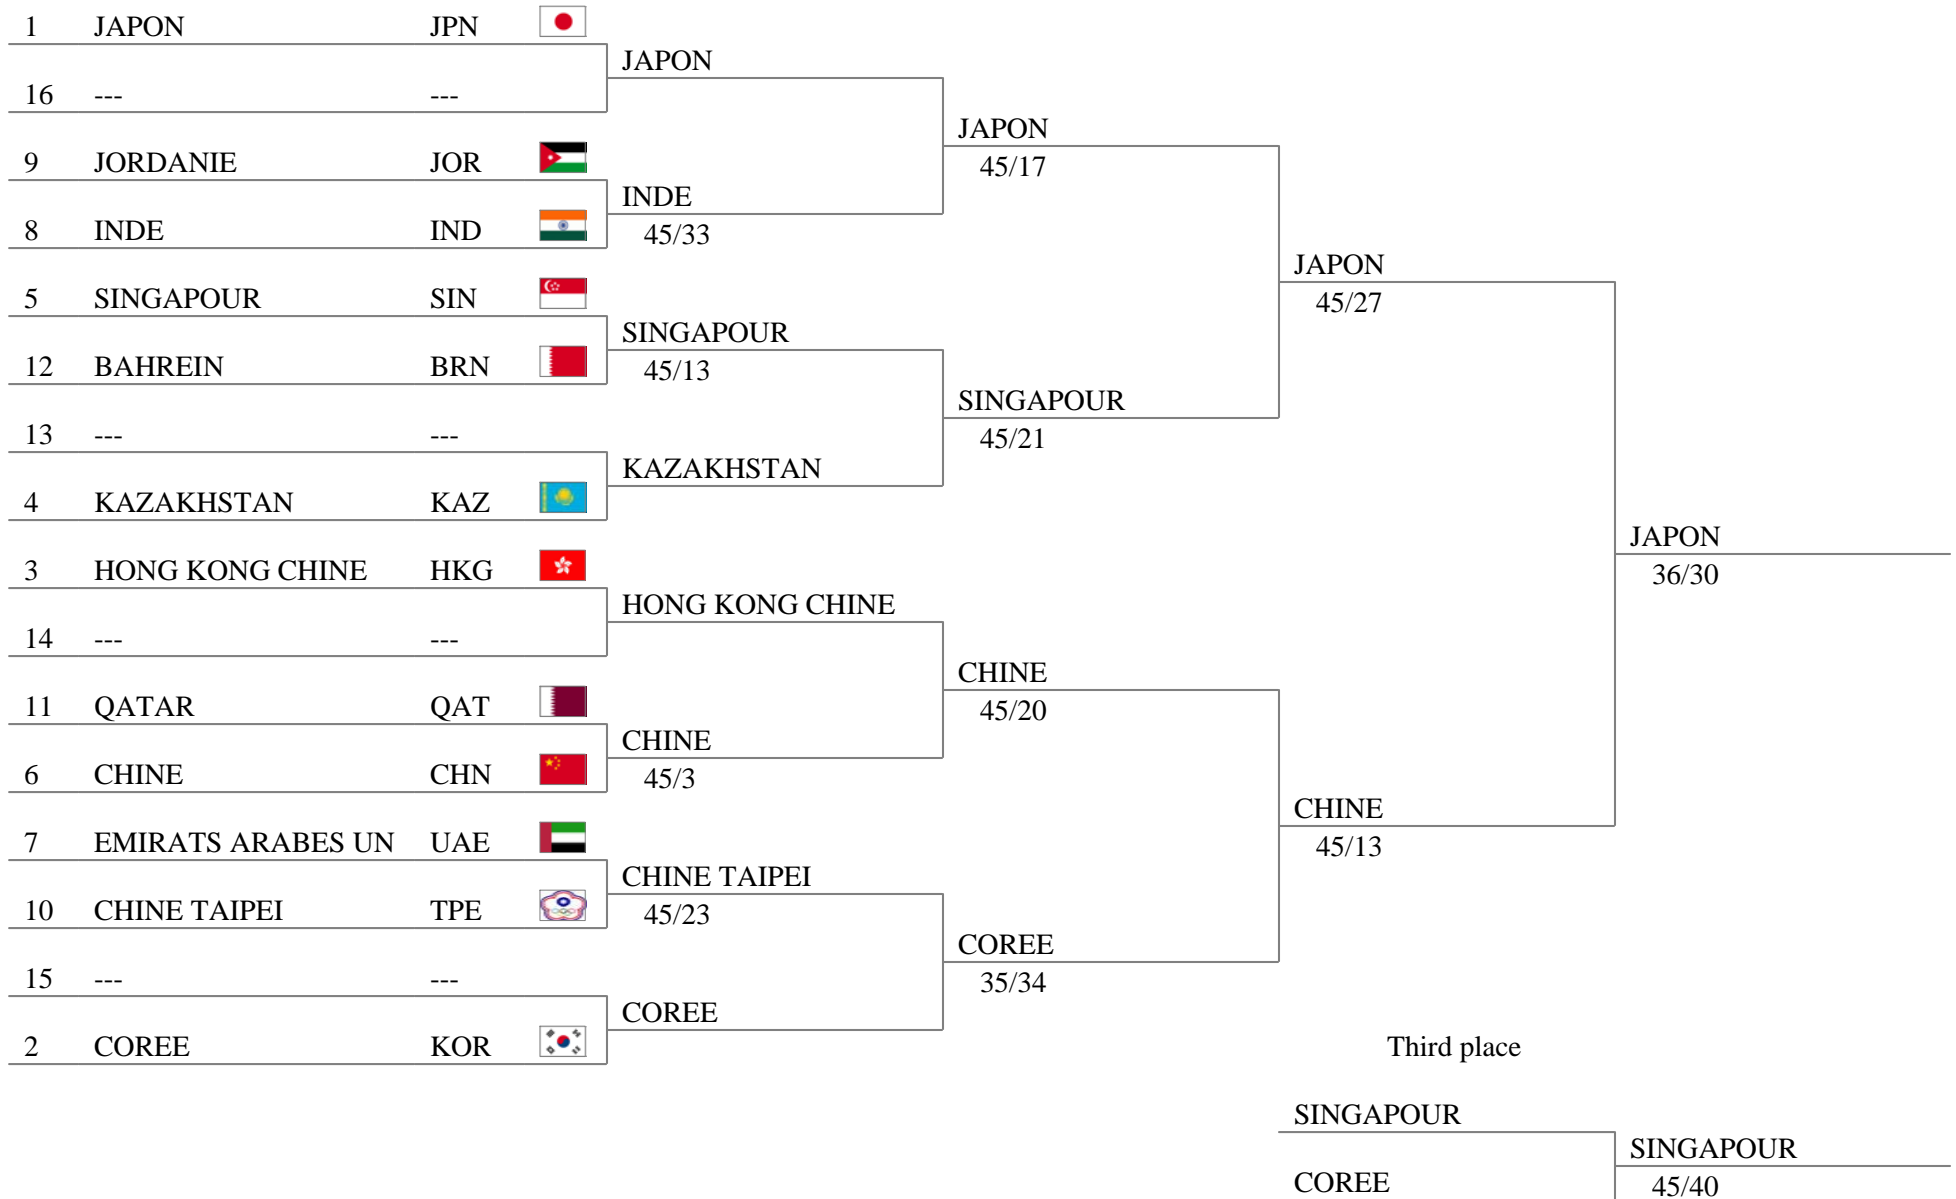 1 JAPON JPN
JAPON
16 --- ---
JAPON
45/17
9 JORDANIE JOR
INDE
45/33
8 INDE IND
JAPON
45/27
5 SINGAPOUR SIN
SINGAPOUR
45/13
12 BAHREIN BRN
SINGAPOUR
45/21
13 --- ---
KAZAKHSTAN
4 KAZAKHSTAN KAZ
JAPON
36/30
3 HONG KONG CHINE HKG
HONG KONG CHINE
14 --- ---
CHINE
45/20
11 QATAR QAT
CHINE
45/3
6 CHINE CHN
CHINE
45/13
7 EMIRATS ARABES UN UAE
CHINE TAIPEI
45/23
10 CHINE TAIPEI TPE
COREE
35/34
15 --- ---
COREE
2 COREE KOR
Third place
SINGAPOUR
SINGAPOUR
45/40
COREE